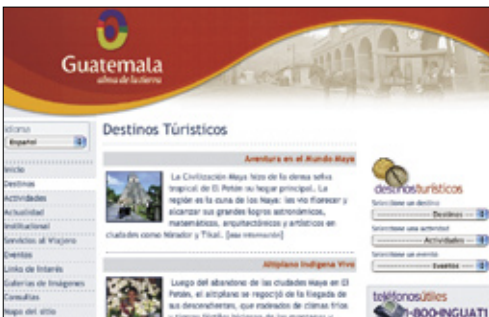 Guatemala
alma de la tierra
idioma
Español
Inicio
Destinos
Actividades
Actualidad
Institucional
Servicios al Viajero
Eventos
Links de Interés
Galerías de Imágenes
Consultas
Mapa del sitio
Destinos Túristicos
Aventura en el Mundo Maya
La Civilización Maya hizo de la densa selva
tropical de El Petén su hogar principal. La
región es la cuna de los Maya: les vio florecer y
alcanzar sus grandes logros astronómicos,
matemáticos, arquitectónicos y artísticos en
ciudades como Mirador y Tikal. [más información]
Altiplano Indígena Vivo
Luego del abandono de las ciudades Maya en El
Petén, el altiplano se regocijó de la llegada de
sus descendientes, que rodeados de climas fríos
destinosturísticos
Seleccione un destino
Destinos
Seleccione una actividad
Actividades
Seleccione un evento
Eventos
teléfonosútiles
1-800-INGUATI